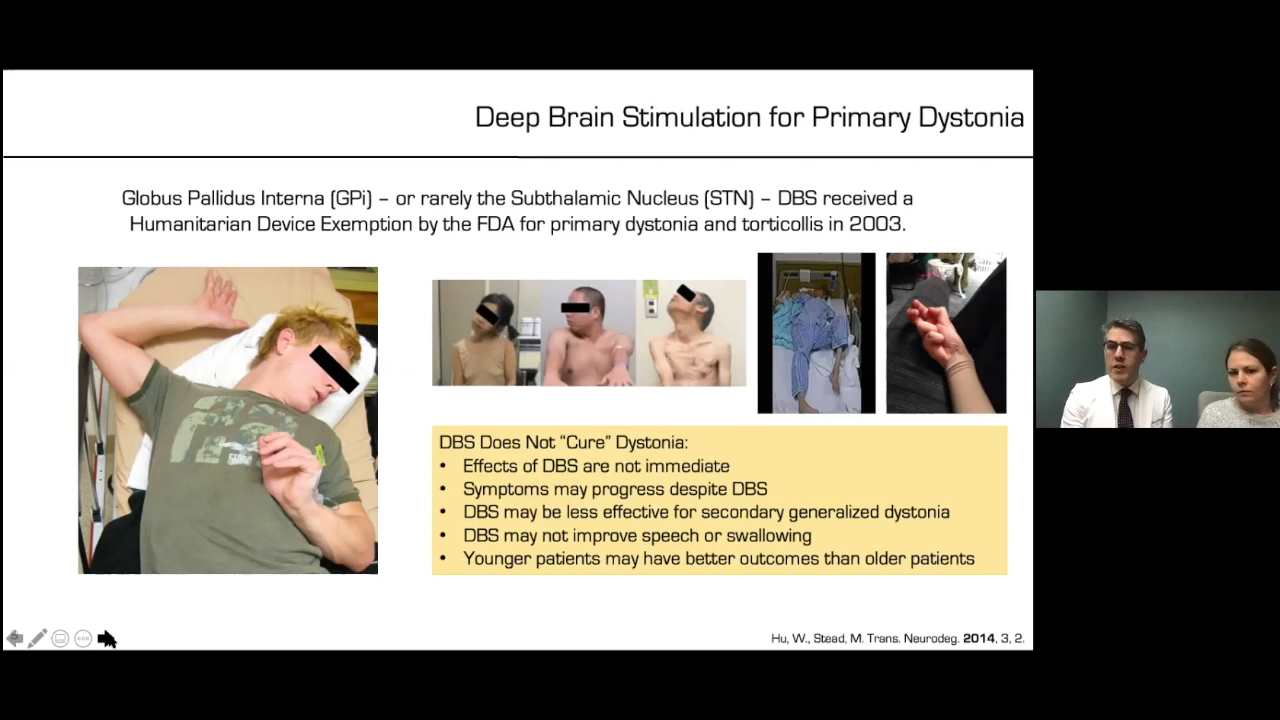 Deep Brain Stimulation for Primary Dystonia
Globus Pallidus Interna (GPi) – or rarely the Subthalamic Nucleus (STN) – DBS received a
Humanitarian Device Exemption by the FDA for primary dystonia and torticollis in 2003.
DBS Does Not “Cure” Dystonia:
• Effects of DBS are not immediate
• Symptoms may progress despite DBS
• DBS may be less effective for secondary generalized dystonia
• DBS may not improve speech or swallowing
• Younger patients may have better outcomes than older patients
Hu, W., Stead, M. Trans. Neurodeg. 2014, 3, 2.